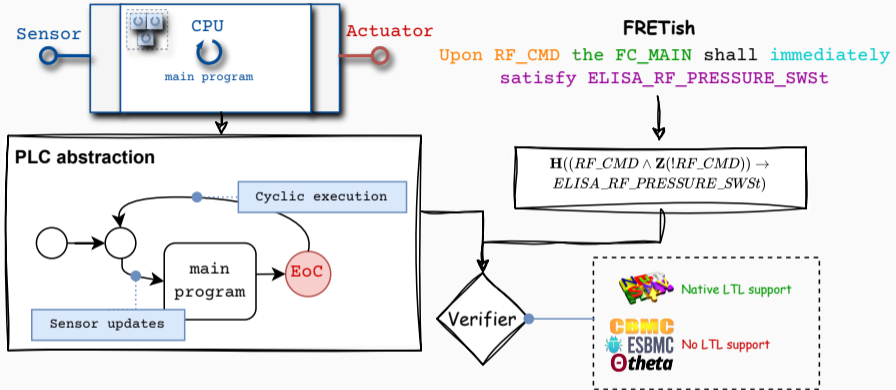 Sensor
CPU
main program
Actuator
FRETish
Upon RF_CMD the FC_MAIN shall immediately
satisfy ELISA_RF_PRESSURE_SWSt
PLC abstraction
Cyclic execution
main
program
EoC
Sensor updates
H((RF_CMD ∧ Z(!RF_CMD)) →
ELISA_RF_PRESSURE_SWSt)
Verifier
Native LTL support
CBMC
ESBMC
theta
No LTL support